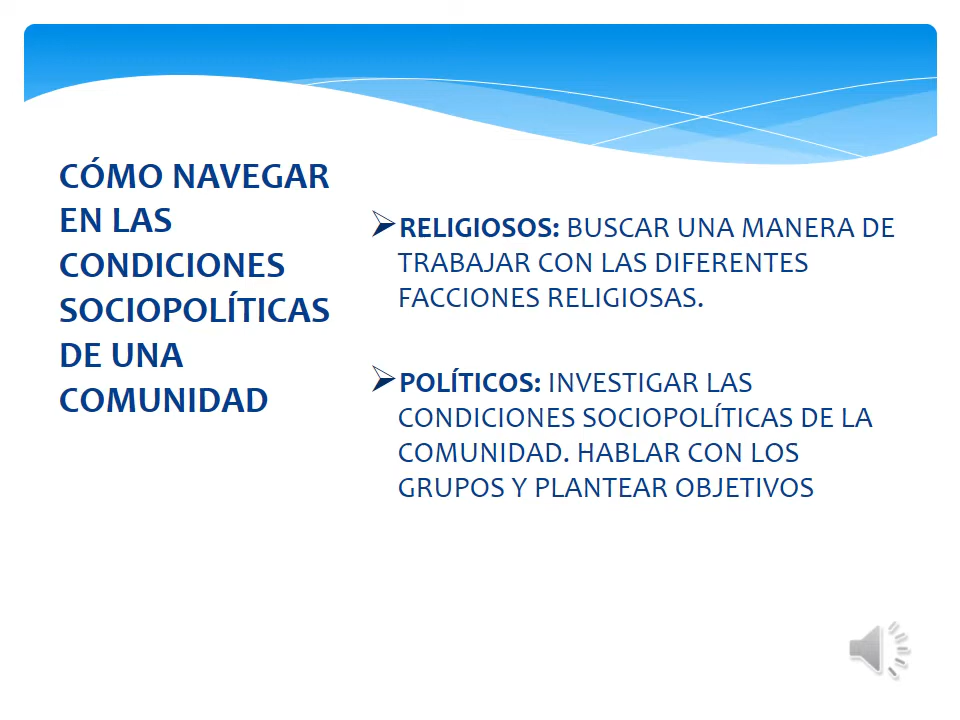 CÓMO NAVEGAR
EN LAS
CONDICIONES
SOCIOPOLÍTICAS
DE UNA
COMUNIDAD
RELIGIOSOS: BUSCAR UNA MANERA DE
TRABAJAR CON LAS DIFERENTES
FACCIONES RELIGIOSAS.
POLÍTICOS: INVESTIGAR LAS
CONDICIONES SOCIOPOLÍTICAS DE LA
COMUNIDAD. HABLAR CON LOS
GRUPOS Y PLANTEAR OBJETIVOS